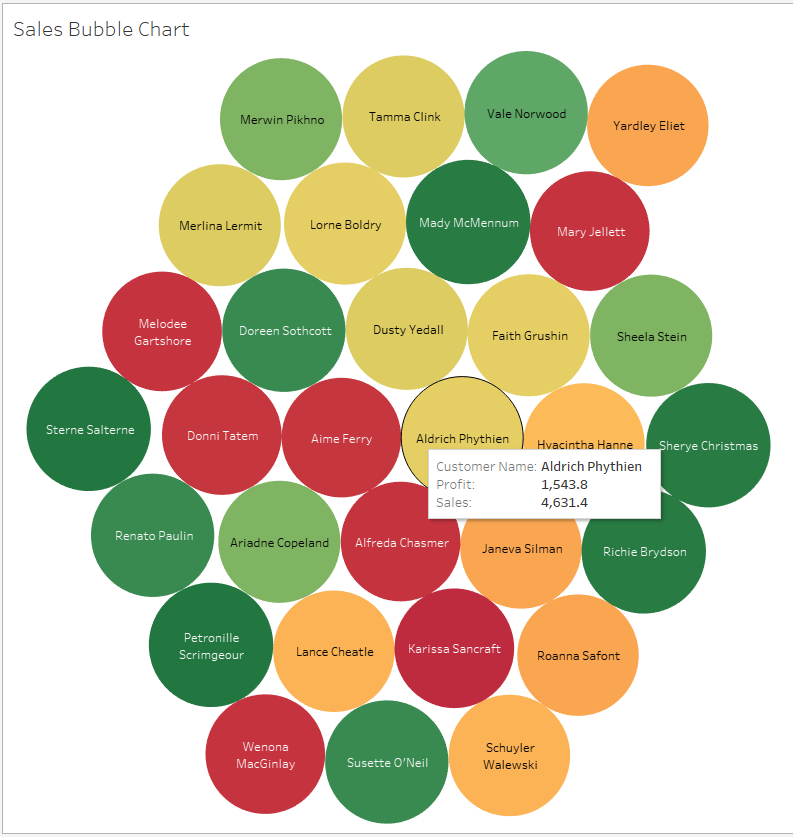 Sales Bubble Chart
Merwin Pikhno
Tamma Clink
Vale Norwood
Yardley Eliet
Merlina Lermit
Lorne Boldry
Mady McMennum
Mary Jellett
Melodee
Gartshore
Doreen Sothcott
Dusty Yedall
Faith Grushin
Sheela Stein
Sterne Salterne
Donni Tatem
Aime Ferry
Aldrich Phythien
Hyacintha Hanne
Sherye Christmas
Customer Name: Aldrich Phythien
Profit: 1,543.8
Sales: 4,631.4
Renato Paulin
Ariadne Copeland
Alfreda Chasmer
Janeva Silman
Richie Brydson
Petronille
Scrimgeour
Lance Cheatle
Karissa Sancraft
Roanna Safont
Wenona
MacGinlay
Susette O'Neil
Schuyler
Walewski